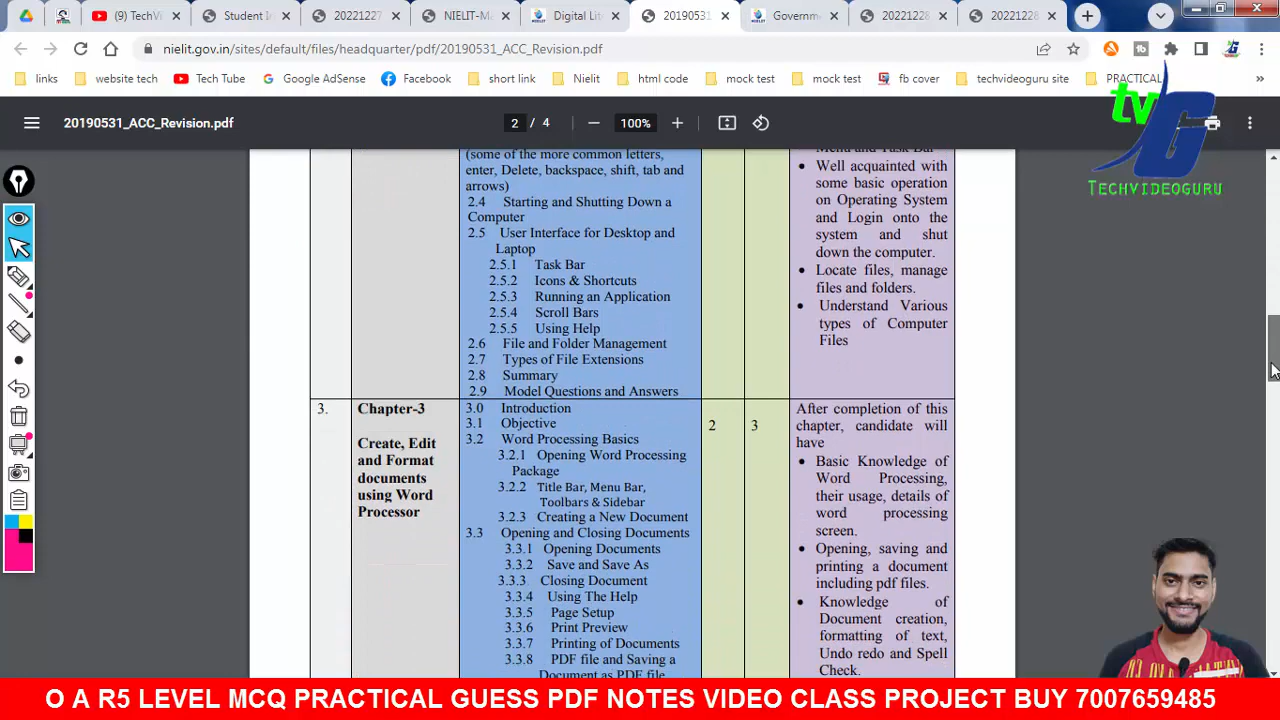 (9) TechVi
Student In
20221227
NIELIT-Ma
Digital Lit
20190531
Governm
20221228
20221228
nielit.gov.in/sites/default/files/headquarter/pdf/20190531_ACC_Revision.pdf
links
website tech
Tech Tube
Google AdSense
Facebook
short link
Nielit
html code
mock test
mock test
fb cover
techvideoguru site
PRACTICAL
20190531_ACC_Revision.pdf
2 / 4
100%
tvG
TECHVIDEOGURU
(some of the more common letters,
enter, Delete, backspace, shift, tab and
arrows)
2.4 Starting and Shutting Down a
Computer
2.5 User Interface for Desktop and
Laptop
2.5.1 Task Bar
2.5.2 Icons & Shortcuts
2.5.3 Running an Application
2.5.4 Scroll Bars
2.5.5 Using Help
2.6 File and Folder Management
2.7 Types of File Extensions
2.8 Summary
2.9 Model Questions and Answers
Menu and Task Bar
• Well acquainted with
some basic operation
on Operating System
and Login onto the
system and shut
down the computer.
• Locate files, manage
files and folders.
• Understand Various
types of Computer
Files
3.
Chapter-3
Create, Edit
and Format
documents
using Word
Processor
3.0 Introduction
3.1 Objective
3.2 Word Processing Basics
3.2.1 Opening Word Processing
Package
3.2.2 Title Bar, Menu Bar,
Toolbars & Sidebar
3.2.3 Creating a New Document
3.3 Opening and Closing Documents
3.3.1 Opening Documents
3.3.2 Save and Save As
3.3.3 Closing Document
3.3.4 Using The Help
3.3.5 Page Setup
3.3.6 Print Preview
3.3.7 Printing of Documents
3.3.8 PDF file and Saving a
Document as PDF file
2
3
After completion of this
chapter, candidate will
have
• Basic Knowledge of
Word Processing,
their usage, details of
word processing
screen.
• Opening, saving and
printing a document
including pdf files.
• Knowledge of
Document creation,
formatting of text,
Undo redo and Spell
Check.
O A R5 LEVEL MCQ PRACTICAL GUESS PDF NOTES VIDEO CLASS PROJECT BUY 7007659485